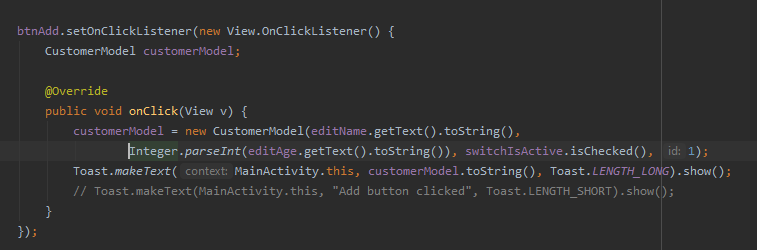 btnAdd.setOnClickListener(new View.OnClickListener() {
CustomerModel customerModel;
@Override
public void onClick(View v) {
customerModel = new CustomerModel(editName.getText().toString(),
Integer.parseInt(editAge.getText().toString()), switchIsActive.isChecked(), id: 1);
Toast.makeText( context: MainActivity.this, customerModel.toString(), Toast.LENGTH_LONG).show();
// Toast.makeText(MainActivity.this, "Add button clicked", Toast.LENGTH_SHORT).show();
}
});